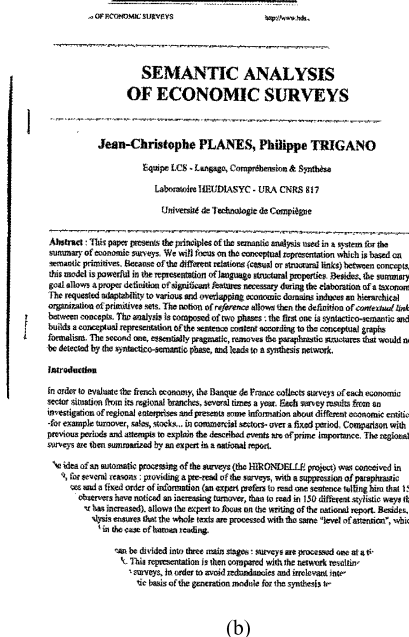 OF ECONOMIC SURVEYS http://www.hds.
SEMANTIC ANALYSIS
OF ECONOMIC SURVEYS
Jean-Christophe PLANES, Philippe TRIGANO
Equipe LCS - Langage, Compréhension & Synthèse
Laboratoire HEUDIASYC - URA CNRS 817
Université de Technologie de Compiègne
Abstract : This paper presents the principles of the semantic analysis used in a system for the
summary of economic surveys. We will focus on the conceptual representation which is based on
semantic primitives. Because of the different relations (casual or structural links) between concepts,
this model is powerful in the representation of language structural properties. Besides, the summary
goal allows a proper definition of significant features necessary during the elaboration of a taxonom
The requested adaptability to various and overlapping economic domains induces an hierarchical
organization of primitives sets. The notion of reference allows then the definition of contextual link
between concepts. The analysis is composed of two phases : the first one is syntactico-semantic and
builds a conceptual representation of the sentence content according to the conceptual graphs
formalism. The second one, essentially pragmatic, removes the paraphrastic structures that would n
be detected by the syntactico-semantic phase, and leads to a synthesis network.
Introduction
In order to evaluate the french economy, the Banque de France collects surveys of each economic
sector situation from its regional branches, several times a year. Each survey results from an
investigation of regional enterprises and presents some information about different economic entitie
-for example turnover, sales, stocks... in commercial sectors- over a fixed period. Comparison with
previous periods and attempts to explain the described events are of prime importance. The regional
surveys are then summarized by an expert in a national report.
e idea of an automatic processing of the surveys (the HIRONDELLE project) was conceived in
, for several reasons : providing a pre-read of the surveys, with a suppression of paraphrastic
ces and a fixed order of information (an expert prefers to read one sentence telling him that 15
observers have noticed an increasing turnover, than to read in 150 different stylistic ways th
r has increased), allows the expert to focus on the writing of the national report. Besides,
lysis ensures that the whole texts are processed with the same "level of attention", whic
in the case of human reading.
can be divided into three main stages : surveys are processed one at a ti
. This representation is then compared with the network resultin
surveys, in order to avoid redundancies and irrelevant inte
tic basis of the generation module for the synthesis te
(b)